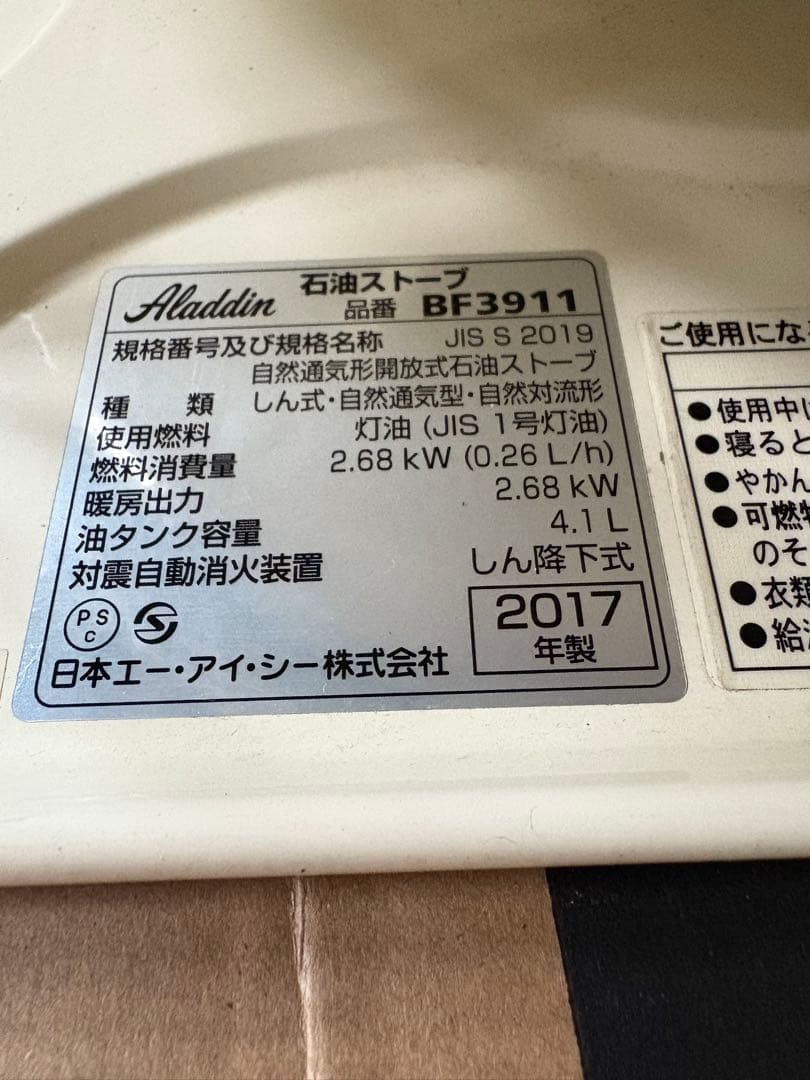 Aladdin 石油ストーブ
品番 BF3911
規格番号及び規格名称 JIS S 2019
自然通気形開放式石油ストーブ
種 類 しん式・自然通気型・自然対流形
使用燃料 灯油 (JIS 1号灯油)
燃料消費量 2.68 kW (0.26 L/h)
暖房出力 2.68 kW
油タンク容量 4.1 L
対震自動消火装置 しん降下式
PS C
2017
年製
日本エー・アイ・シー株式会社
ご使用にな
●使用中
●寝ると
●やかん
●可燃
のそ
●衣類
●給